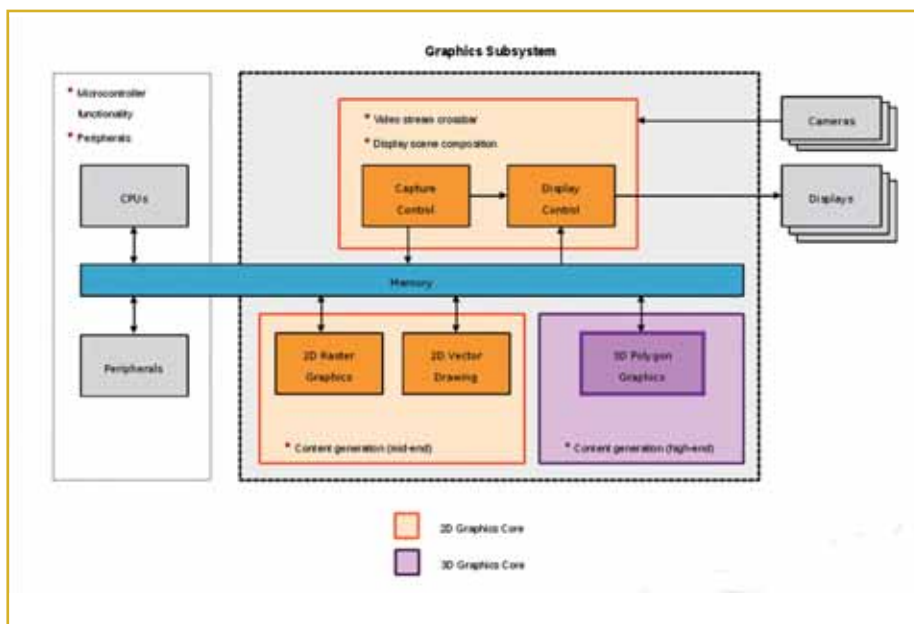 Graphics Subsystem
* Microcontroller
functionality
* Peripherals
* Video stream crossbar
* Display scene composition
Cameras
CPUs
Capture
Control
Display
Control
Displays
Memory
Peripherals
2D Raster
Graphics
2D Vector
Drawing
3D Polygon
Graphics
* Content generation (mid-end)
* Content generation (high-end)
2D Graphics Core
3D Graphics Core